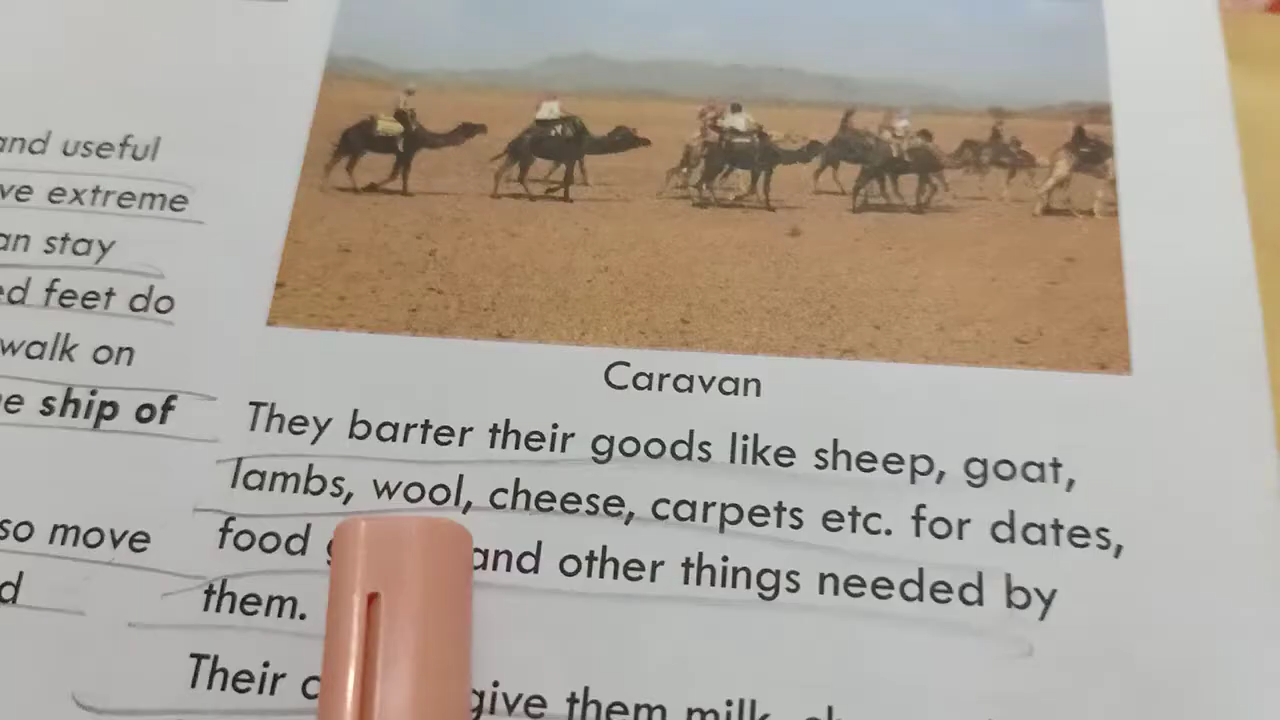 and useful
extreme
stay
feet do
walk on
ship of
so move
Caravan
They barter their goods like sheep, goat,
lambs, wool, cheese, carpets etc. for dates,
food and other things needed by
them.
Their give them milk,